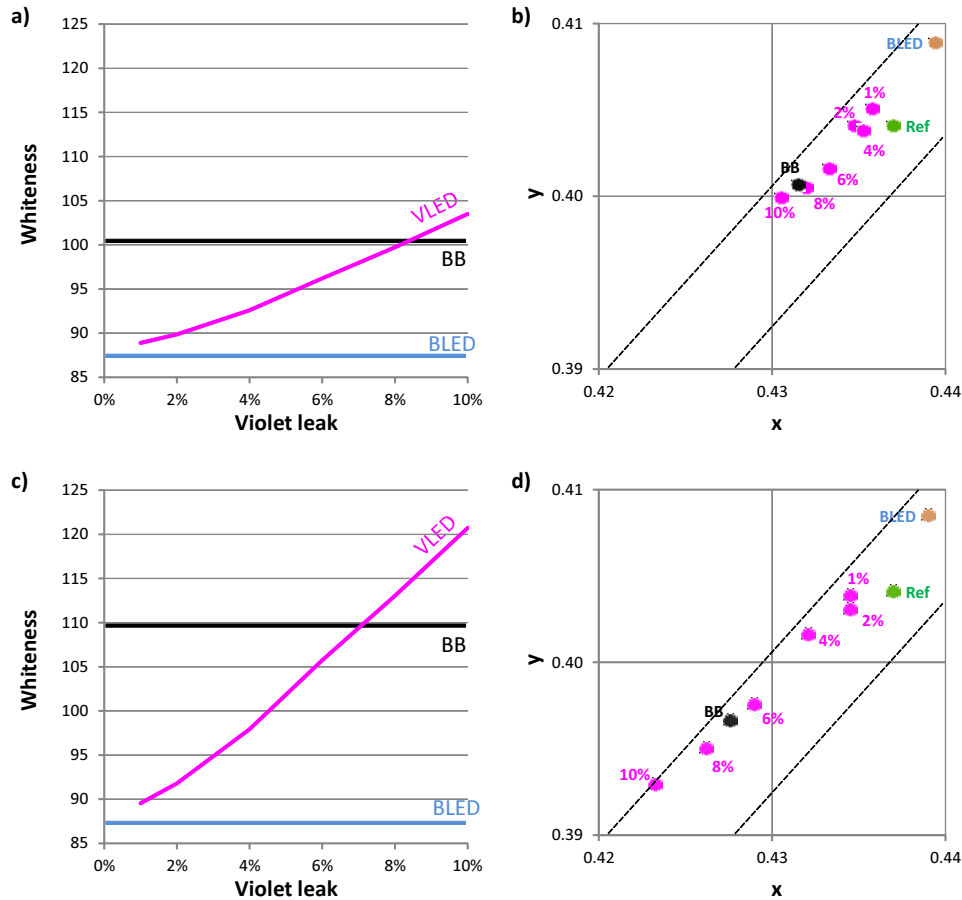 a)
125
120
115
110
105
100
95
90
85
0%
2%
4%
6%
8%
10%
Whiteness
Violet leak
VLED
BB
BLED
b)
0.41
0.40
0.39
0.42
0.43
0.44
y
x
BLED
1%
2%
Ref
4%
BB
6%
8%
10%
c)
125
120
115
110
105
100
95
90
85
0%
2%
4%
6%
8%
10%
Whiteness
Violet leak
VLED
BB
BLED
d)
0.41
0.40
0.39
0.42
0.43
0.44
y
x
BLED
1%
Ref
2%
4%
BB
6%
8%
10%